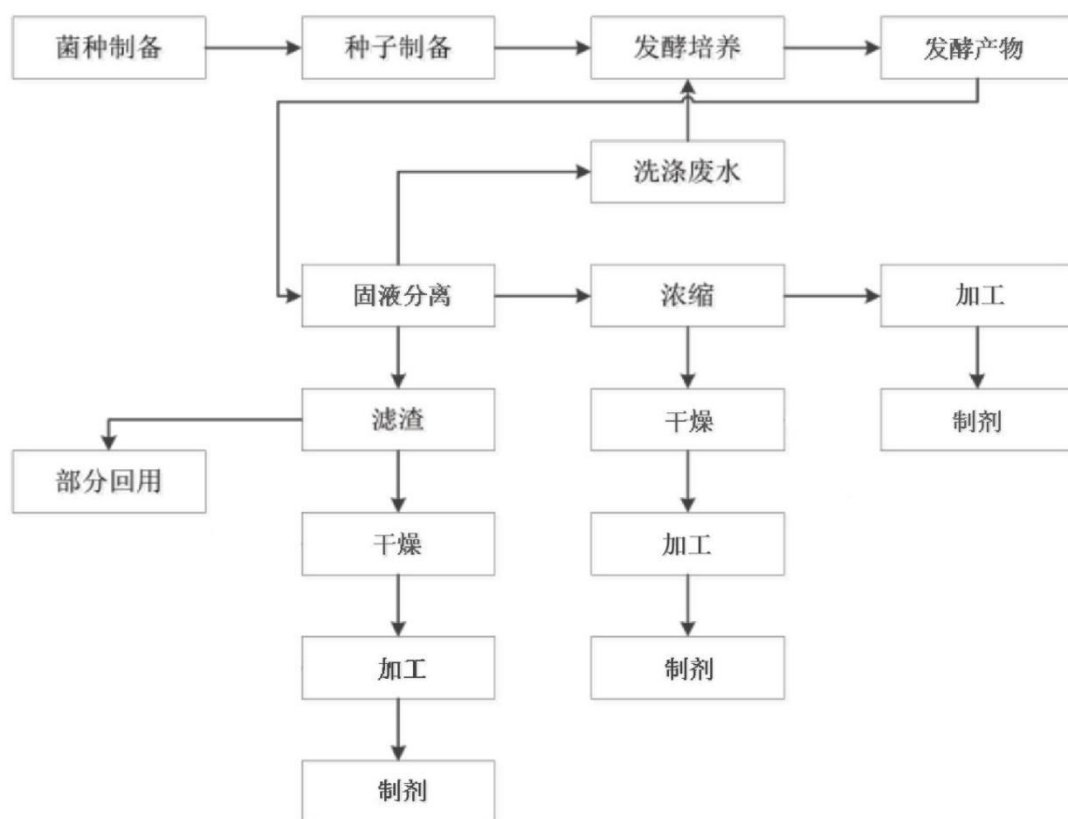 菌种制备
种子制备
发酵培养
发酵产物
洗涤废水
固液分离
浓缩
加工
滤渣
干燥
制剂
部分回用
干燥
加工
加工
制剂
制剂